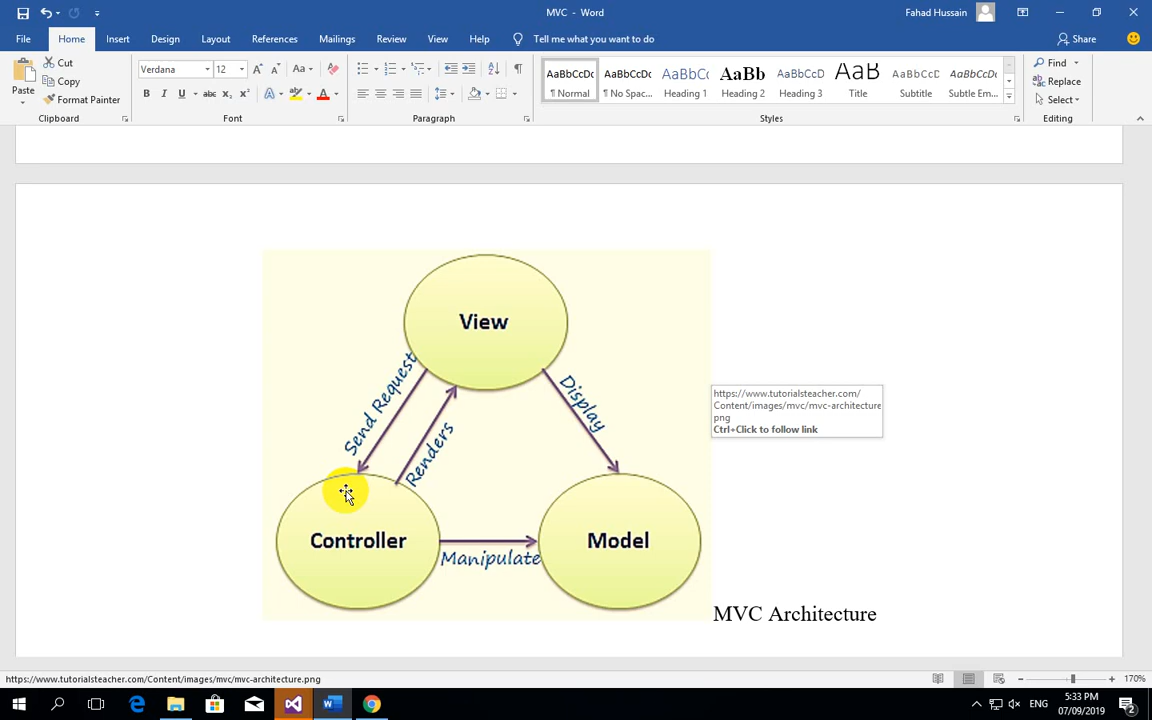 MVC - Word
Fahad Hussain
File Home Insert Design Layout References Mailings Review View Help Tell me what you want to do Share
Paste
Cut
Copy
Format Painter
Clipboard
Verdana 12
Font
Paragraph
AaBbCcDc AaBbCcDc AaBbCc AaBb AaBbCcD AaB AaBbCcD AaBbCcD
¶ Normal ¶ No Spac... Heading 1 Heading 2 Heading 3 Title Subtitle Subtle Em...
Styles
Find
Replace
Select
Editing
View
Send Request
Renders
Display
Controller
Manipulate
Model
https://www.tutorialsteacher.com/
Content/images/mvc/mvc-architecture
png
Ctrl+Click to follow link
MVC Architecture
https://www.tutorialsteacher.com/Content/images/mvc/mvc-architecture.png
170%
ENG
5:33 PM
07/09/2019
2